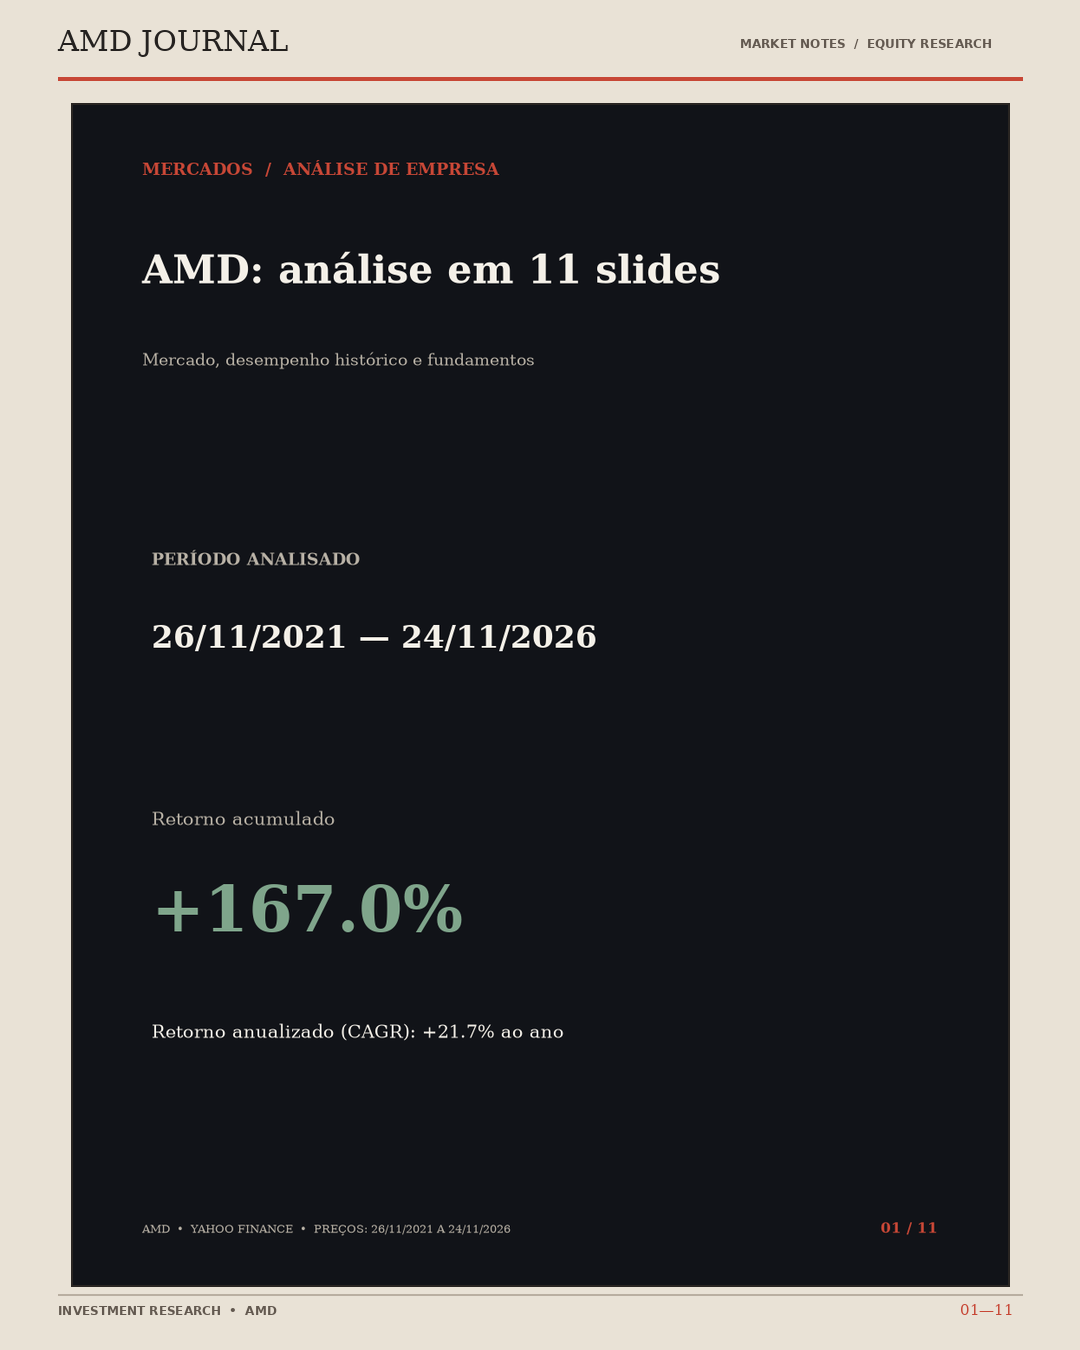 AMD JOURNAL
MARKET NOTES / EQUITY RESEARCH
MERCADOS / ANÁLISE DE EMPRESA
AMD: análise em 11 slides
Mercado, desempenho histórico e fundamentos
PERÍODO ANALISADO
26/11/2021 — 24/11/2026
Retorno acumulado
+167.0%
Retorno anualizado (CAGR): +21.7% ao ano
AMD • YAHOO FINANCE • PREÇOS: 26/11/2021 A 24/11/2026
01 / 11
INVESTMENT RESEARCH • AMD
01—11